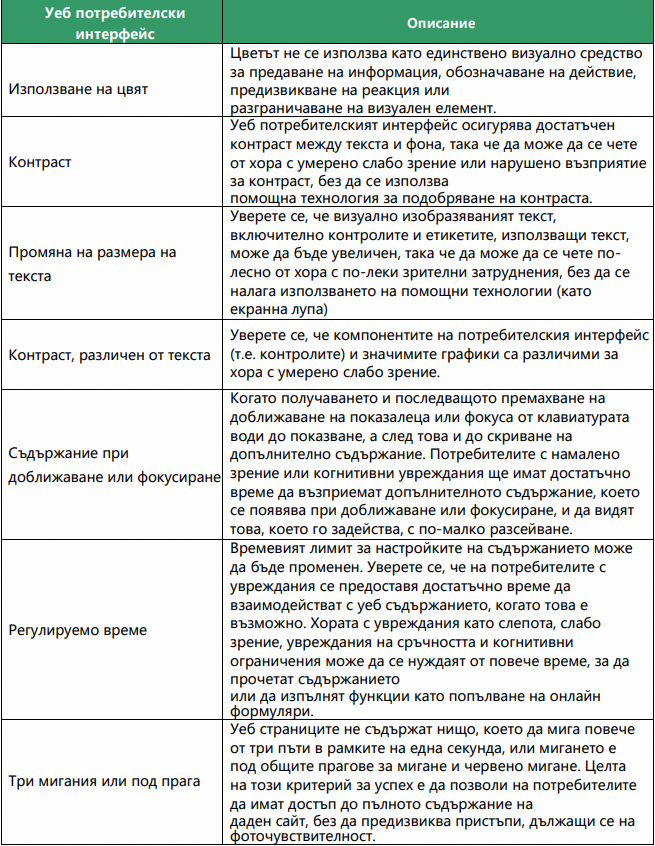 Уеб потребителски
интерфейс
Описание
Използване на цвят
Цветът не се използва като единствено визуално средство
за предаване на информация, обозначаване на действие,
предизвикване на реакция или
разграничаване на визуален елемент.
Контраст
Уеб потребителският интерфейс осигурява достатъчен
контраст между текста и фона, така че да може да се чете
от хора с умерено слабо зрение или нарушено възприятие
за контраст, без да се използва
помощна технология за подобряване на контраста.
Промяна на размера на
текста
Уверете се, че визуално изобразяваният текст,
включително контролите и етикетите, използващи текст,
може да бъде увеличен, така че да може да се чете по-
лесно от хора с по-леки зрителни затруднения, без да се
налага използването на помощни технологии (като
екранна лупа)
Контраст, различен от текста
Уверете се, че компонентите на потребителския интерфейс
(т.е. контролите) и значимите графики са различими за
хора с умерено слабо зрение.
Съдържание при
доближаване или фокусиране
Когато получаването и последващото премахване на
доближаване на показалеца или фокуса от клавиатурата
води до показване, а след това и до скриване на
допълнително съдържание. Потребителите с намалено
зрение или когнитивни увреждания ще имат достатъчно
време да възприемат допълнителното съдържание, което
се появява при доближаване или фокусиране, и да видят
това, което го задейства, с по-малко разсейване.
Регулируемо време
Времевият лимит за настройките на съдържанието може
да бъде променен. Уверете се, че на потребителите с
увреждания се предоставя достатъчно време да
взаимодействат с уеб съдържанието, когато това е
възможно. Хората с увреждания като слепота, слабо
зрение, увреждания на сръчността и когнитивни
ограничения може да се нуждаят от повече време, за да
прочетат съдържанието
или да изпълнят функции като попълване на онлайн
формуляри.
Три мигания или под прага
Уеб страниците не съдържат нищо, което да мига повече
от три пъти в рамките на една секунда, или мигането е
под общите прагове за мигане и червено мигане. Целта
на този критерий за успех е да позволи на потребителите
да имат достъп до пълното съдържание на
даден сайт, без да предизвиква пристъпи, дължащи се на
фоточувствителност.